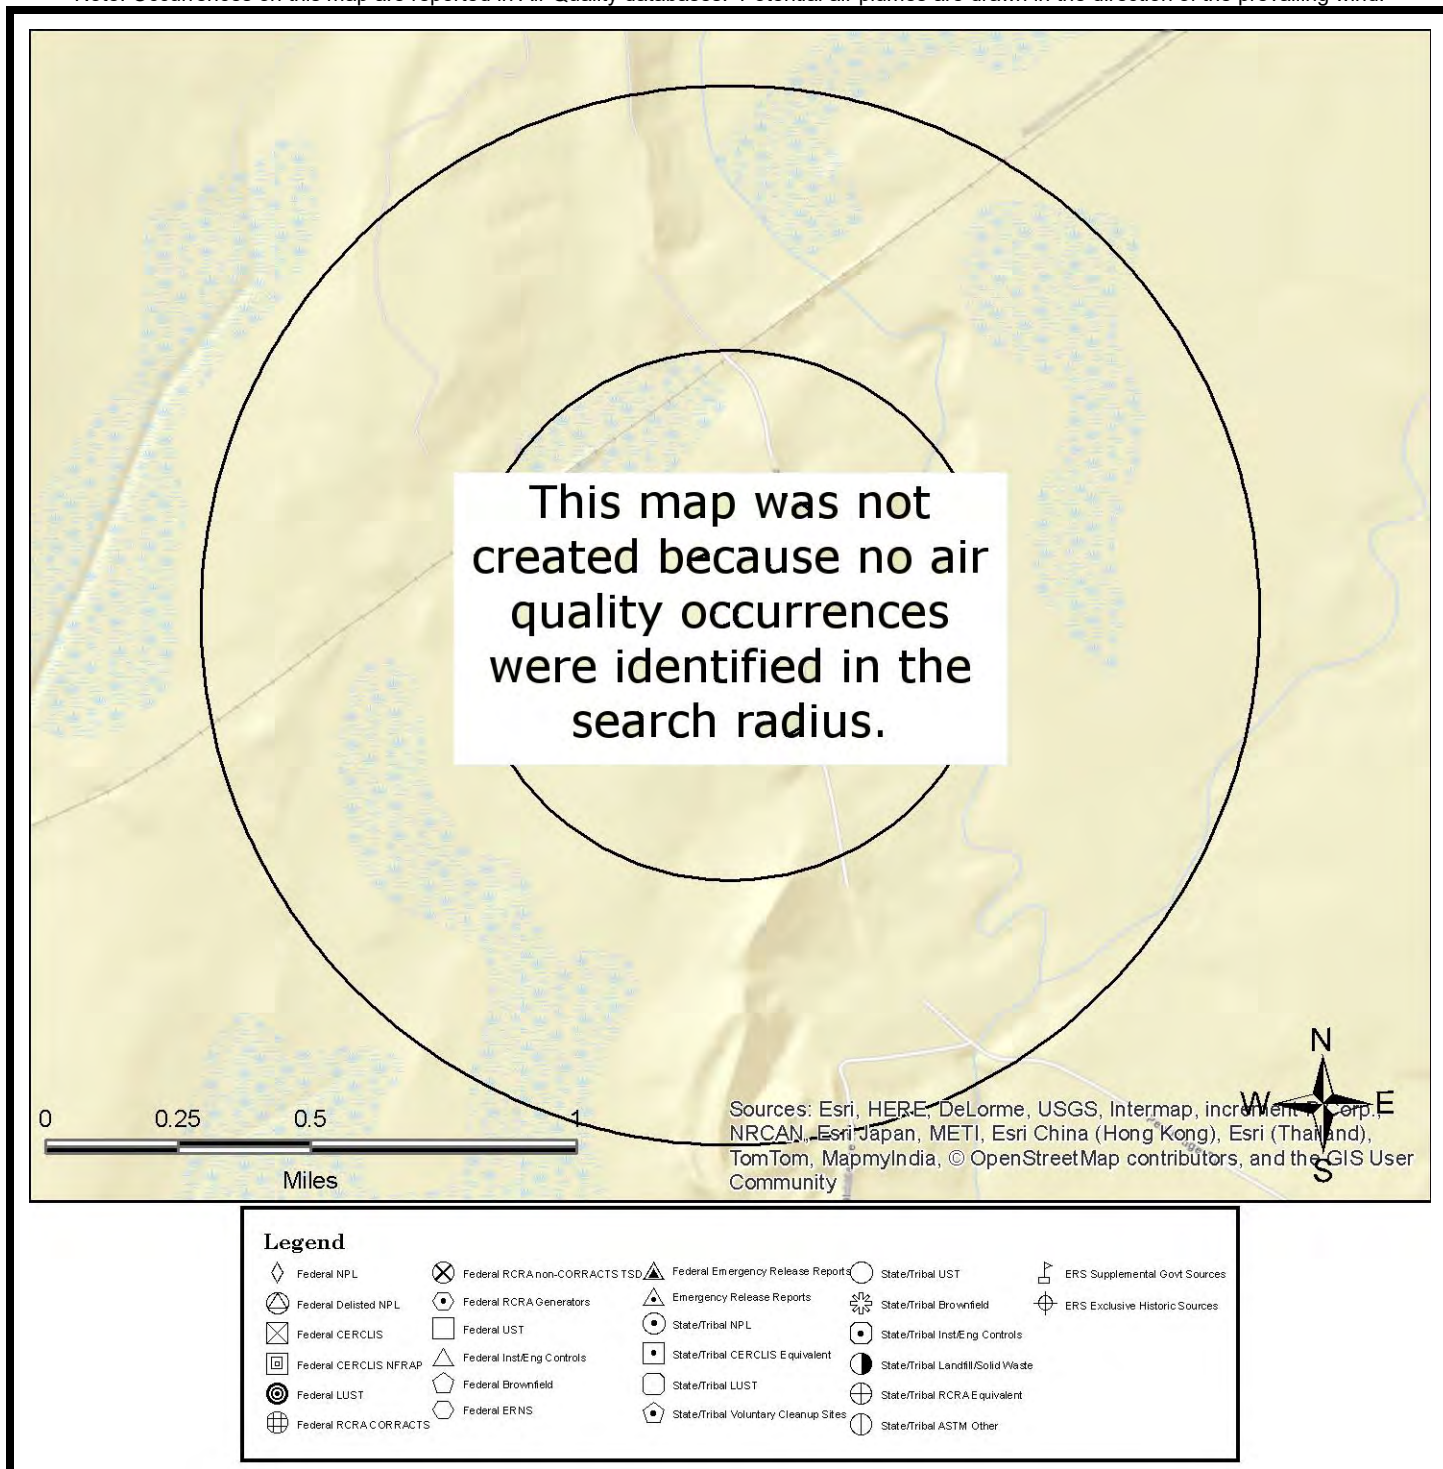 Note: Occurrences on this map are reported in Air Quality databases. Potential air plumes are drawn in the direction of the prevailing wind.
This map was not
created because no air
quality occurrences
were identified in the
search radius.
N
W E
S
0 0.25 0.5 1
Miles
Sources: Esri, HERE, DeLorme, USGS, Intermap, increment P Corp.,
NRCAN, Esri Japan, METI, Esri China (Hong Kong), Esri (Thailand),
TomTom, MapmyIndia, © OpenStreetMap contributors, and the GIS User
Community
Legend
Federal NPL
Federal Delisted NPL
Federal CERCLIS
Federal CERCLIS NFRAP
Federal LUST
Federal RCRA CORRACTS
Federal RCRA non-CORRACTS TSD
Federal RCRA Generators
Federal UST
Federal Inst/Eng Controls
Federal Brownfield
Federal ERNS
Federal Emergency Release Reports
Emergency Release Reports
State/Tribal NPL
State/Tribal CERCLIS Equivalent
State/Tribal LUST
State/Tribal Voluntary Cleanup Sites
State/Tribal UST
State/Tribal Brownfield
State/Tribal Inst/Eng Controls
State/Tribal Landfill/Solid Waste
State/Tribal RCRA Equivalent
State/Tribal ASTM Other
ERS Supplemental Govt Sources
ERS Exclusive Historic Sources